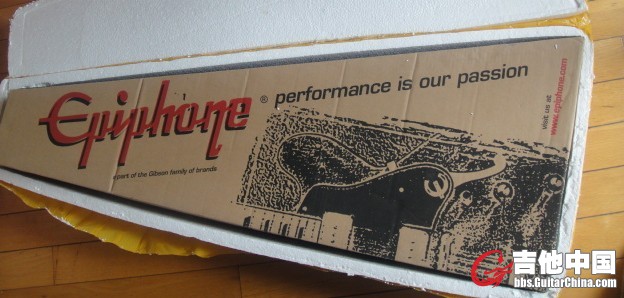 Epiphone ® performance is our passion
a part of the Gibson family of brands
visit us at
www.epiphone.com
吉他中国
bbs.GuitarChina.com